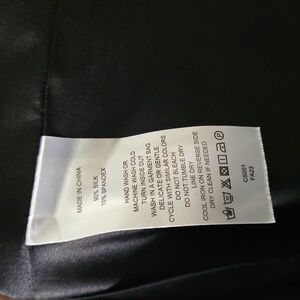 MADE IN CHINA
90% SILK
10% SPANDEX
HAND WASH OR
MACHINE WASH COLD
TURN INSIDE OUT
WASH IN A GARMENT BAG
DELICATE OR GENTLE
CYCLE WITH SIMILAR COLORS
DO NOT BLEACH
DO NOT TUMBLE DRY
LINE DRY
COOL IRON ON REVERSE SIDE
DRY CLEAN IF NEEDED
CS001
FA23